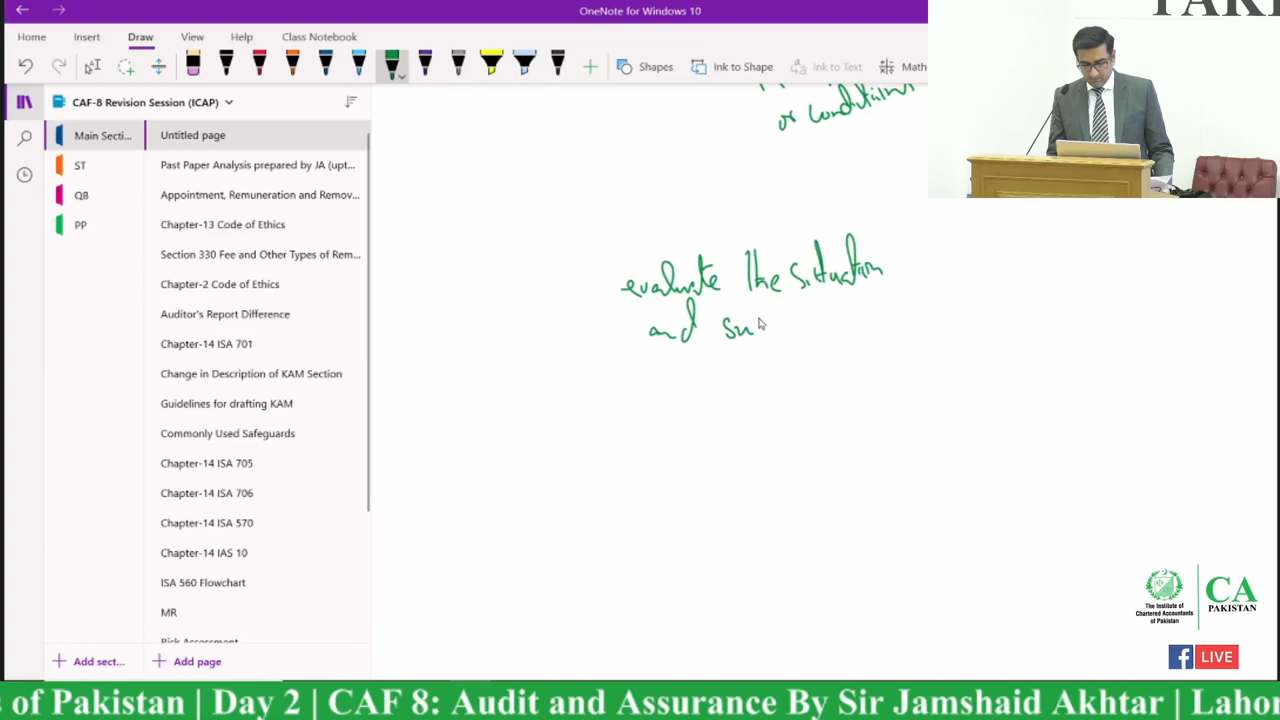 PAKI
OneNote for Windows 10
Home Insert Draw View Help Class Notebook
Shapes Ink to Shape Ink to Text Math
CAF-8 Revision Session (ICAP)
Main Secti... Untitled page
ST Past Paper Analysis prepared by JA (upt...
QB Appointment, Remuneration and Remov...
PP Chapter-13 Code of Ethics
Section 330 Fee and Other Types of Rem...
Chapter-2 Code of Ethics
Auditor's Report Difference
Chapter-14 ISA 701
Change in Description of KAM Section
Guidelines for drafting KAM
Commonly Used Safeguards
Chapter-14 ISA 705
Chapter-14 ISA 706
Chapter-14 ISA 570
Chapter-14 IAS 10
ISA 560 Flowchart
MR
Risk Assessment
Add sect... Add page
or conditions
evaluate the situation
and su
The Institute of
Chartered Accountants
of Pakistan
CA
PAKISTAN
LIVE
s of Pakistan | Day 2 | CAF 8: Audit and Assurance By Sir Jamshaid Akhtar | Lahor